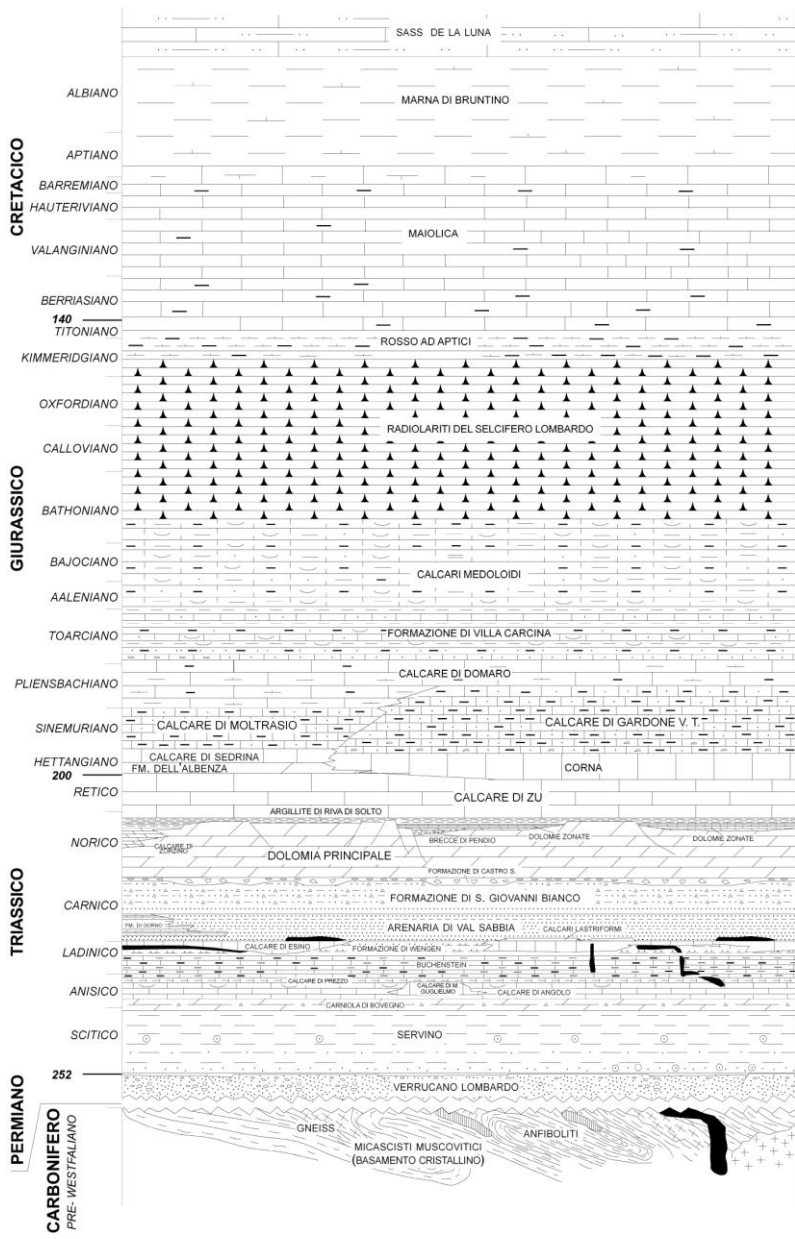 SASS DE LA LUNA
ALBIANO
MARNA DI BRUNTINO
APTIANO
CRETACICO
BARREMIANO
HAUTERIVIANO
MAIOLICA
VALANGINIANO
BERRIASIANO
140
TITONIANO
ROSSO AD APTICI
KIMMERIDGIANO
OXFORDIANO
RADIOLARITI DEL SELCIFERO LOMBARDO
CALLOVIANO
BATHONIANO
GIURASSICO
BAJOCIANO
CALCARI MEDOLOIDI
AALENIANO
TOARCIANO
FORMAZIONE DI VILLA CARCINA
CALCARE DI DOMARO
PLIENSBACHIANO
SINEMURIANO
CALCARE DI MOLTRASIO
CALCARE DI GARDONE V. T.
CALCARE DI SEDRINA
HETTANGIANO
FM. DELL'ALBENZA
CORNA
200
RETICO
CALCARE DI ZU
ARGILLITE DI RIVA DI SOLTO
NORICO
CALCARE DI
ZORZINO
BRECCE DI PENDIO
DOLOMIE ZONATE
DOLOMIE ZONATE
DOLOMIA PRINCIPALE
FORMAZIONE DI CASTRO S.
TRIASSICO
CARNICO
FORMAZIONE DI S. GIOVANNI BIANCO
FM. DI GORNO
ARENARIA DI VAL SABBIA
CALCARI LASTRIFORMI
LADINICO
CALCARE DI ESINO
FORMAZIONE DI WENGEN
BUCHENSTEIN
CALCARE DI PREZZO
CALCARE DI M.
GUGLIELMO
CALCARE DI ANGOLO
ANISICO
CARNIOLA DI BOVEGNO
SCITICO
SERVINO
252
VERRUCANO LOMBARDO
PERMIANO
CARBONIFERO
PRE- WESTFALIANO
GNEISS
ANFIBOLITI
MICASCISTI MUSCOVITICI
(BASAMENTO CRISTALLINO)